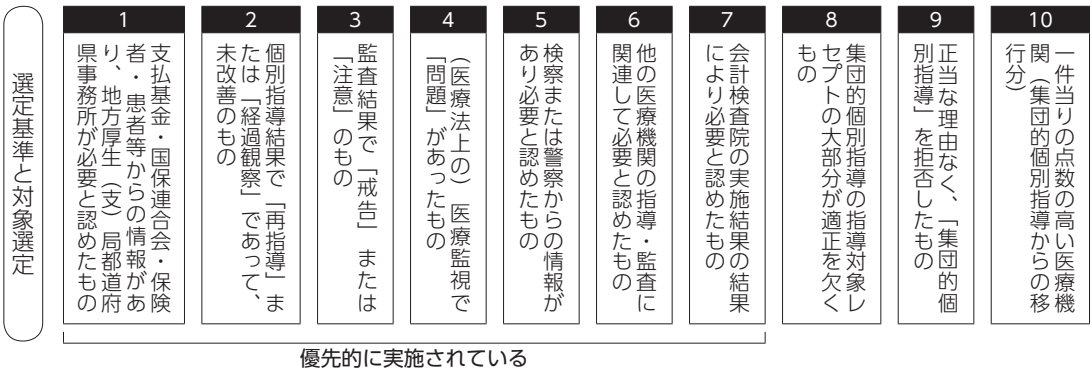 選定基準と対象選定
1
支払基金・国保連合会・保険
者・患者等からの情報があ
り、地方厚生（支）局都道府
県事務所が必要と認めたもの
2
個別指導結果で「再指導」ま
たは「経過観察」であって、
未改善のもの
3
監査結果で「戒告」または
「注意」のもの
4
（医療法上の）医療監視で
「問題」があったもの
5
検察または警察からの情報が
あり必要と認めたもの
6
他の医療機関の指導・監査に
関連して必要と認めたもの
7
会計検査院の実施結果の結果
により必要と認めたもの
8
集団的個別指導の指導対象レ
セプトの大部分が適正を欠く
もの
9
正当な理由なく、「集団的個
別指導」を拒否したもの
10
一件当りの点数の高い医療機
関（集団的個別指導からの移
行分）
優先的に実施されている